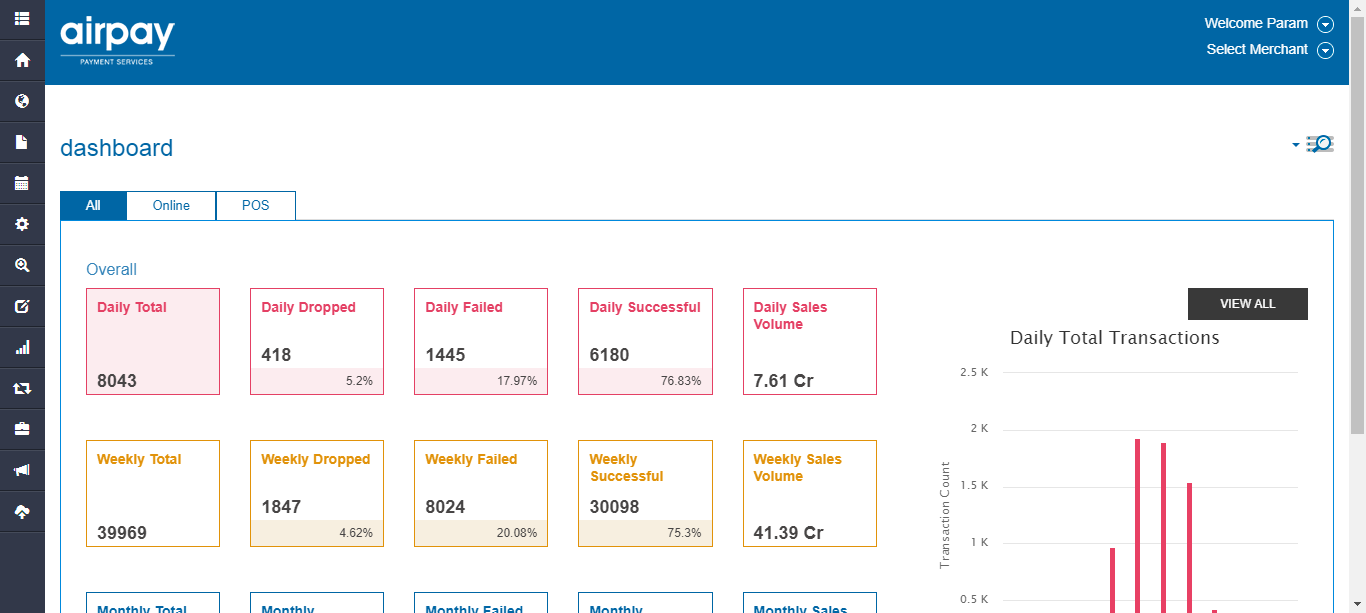 airpay
PAYMENT SERVICES
Welcome Param
Select Merchant
dashboard
All
Online
POS
Overall
Daily Total
8043
Daily Dropped
418
5.2%
Daily Failed
1445
17.97%
Daily Successful
6180
76.83%
Daily Sales
Volume
7.61 Cr
VIEW ALL
Daily Total Transactions
2.5 K
2 K
1.5 K
1 K
0.5 K
Transaction Count
Weekly Total
39969
Weekly Dropped
1847
4.62%
Weekly Failed
8024
20.08%
Weekly
Successful
30098
75.3%
Weekly Sales
Volume
41.39 Cr
Monthly Total
Monthly
Monthly Failed
Monthly
Monthly Sales